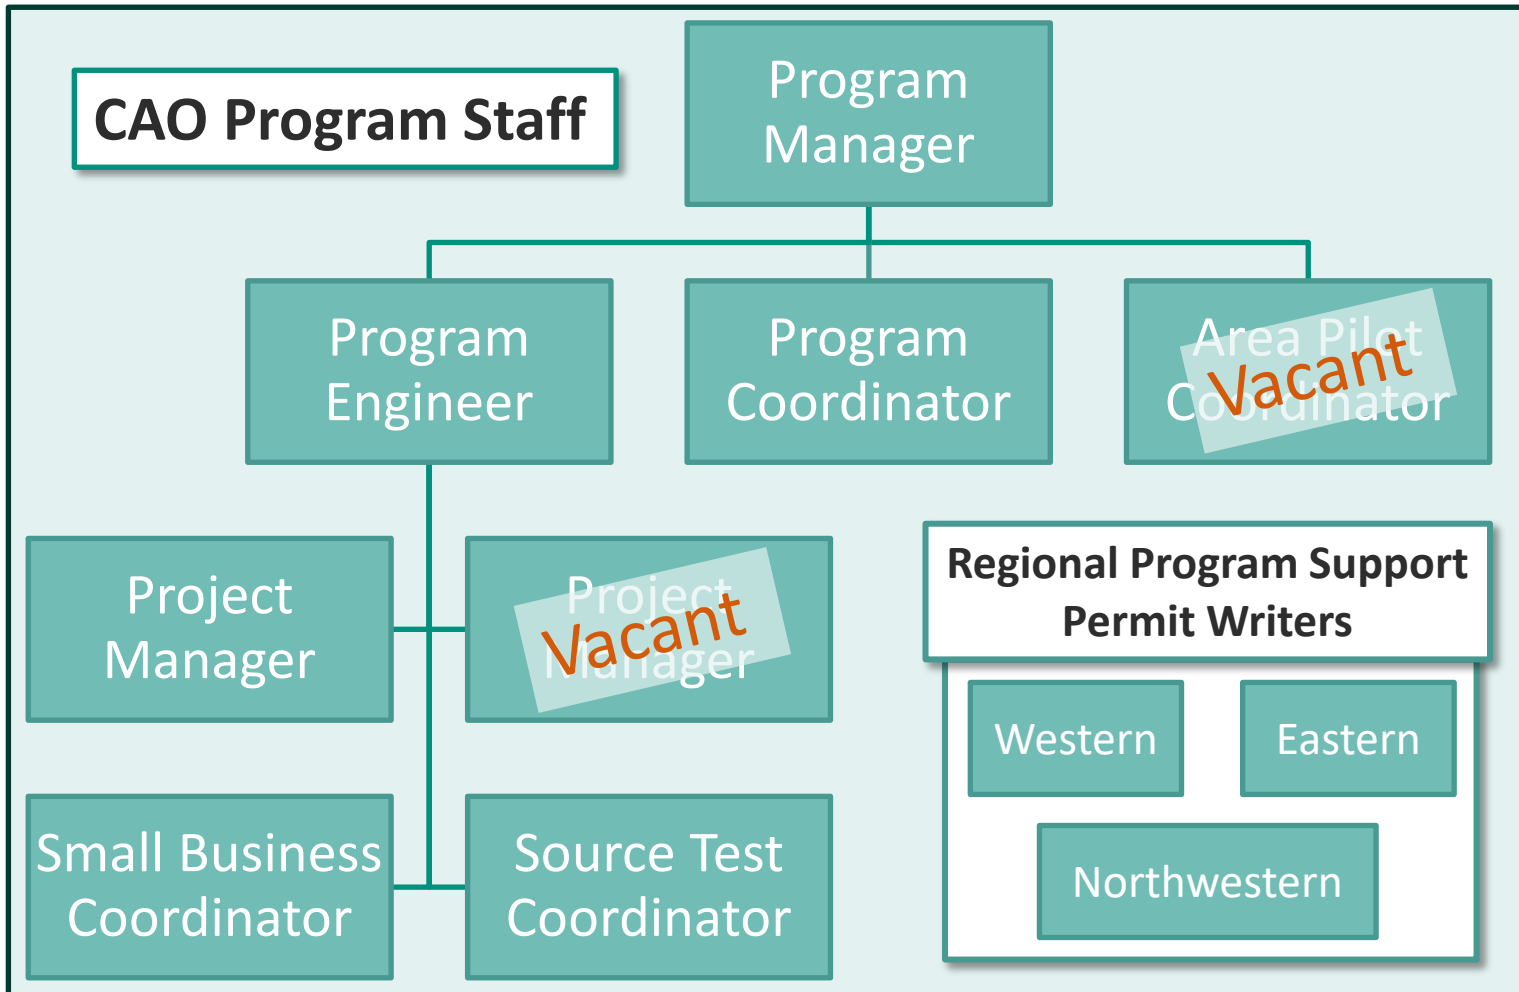 CAO Program Staff
Program
Manager
Program
Engineer
Program
Coordinator
Area Pilot
Coordinator
Vacant
Project
Manager
Project
Manager
Vacant
Small Business
Coordinator
Source Test
Coordinator
Regional Program Support
Permit Writers
Western
Eastern
Northwestern